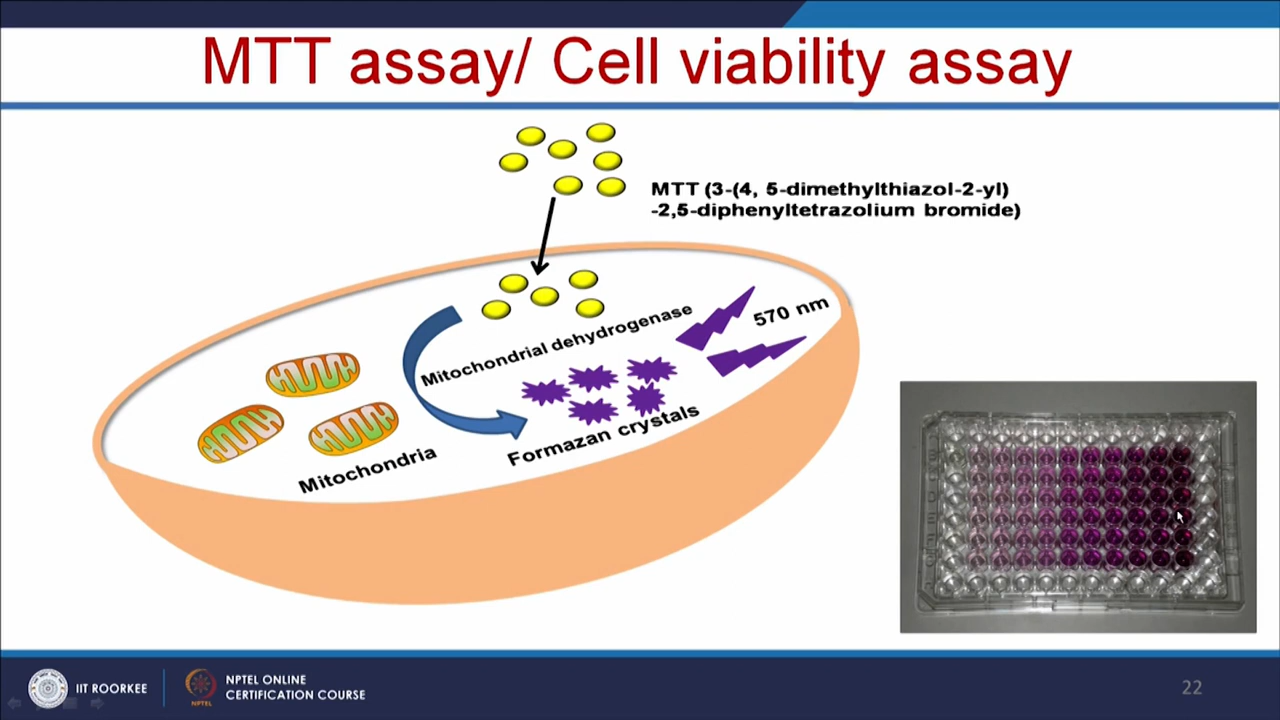 MTT assay/ Cell viability assay
MTT (3-(4, 5-dimethylthiazol-2-yl)
-2,5-diphenyltetrazolium bromide)
570 nm
Mitochondrial dehydrogenase
Formazan crystals
Mitochondria
IIT ROORKEE
NPTEL
NPTEL ONLINE
CERTIFICATION COURSE
22